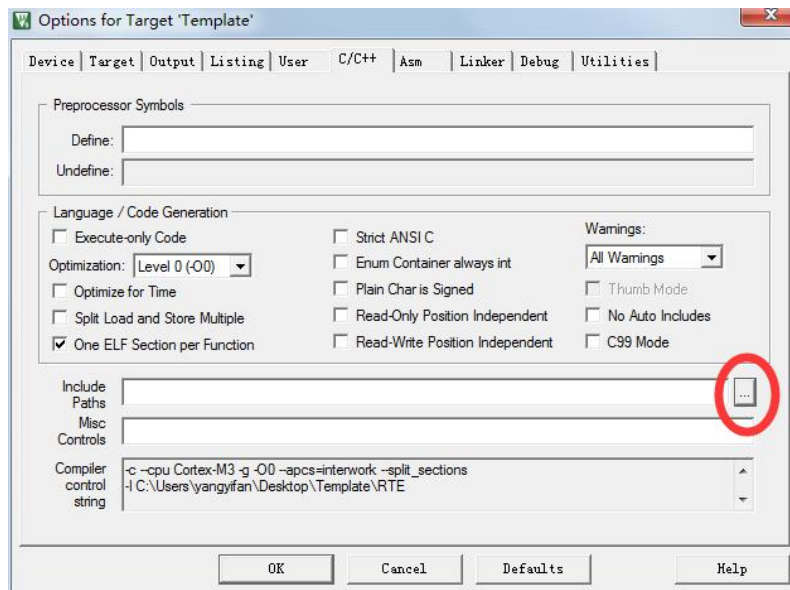 Options for Target 'Template'
Device Target Output Listing User C/C++ Asm Linker Debug Utilities
Preprocessor Symbols
Define:
Undefine:
Language / Code Generation
Execute-only Code
Strict ANSI C
Warnings:
Optimization: Level 0 (-O0)
Enum Container always int
All Warnings
Optimize for Time
Plain Char is Signed
Thumb Mode
Split Load and Store Multiple
Read-Only Position Independent
No Auto Includes
One ELF Section per Function
Read-Write Position Independent
C99 Mode
Include
Paths
...
Misc
Controls
Compiler
control
string
-c --cpu Cortex-M3 -g -O0 --apcs=interwork --split_sections
-I C:\Users\yangyifan\Desktop\Template\RTE
OK Cancel Defaults Help